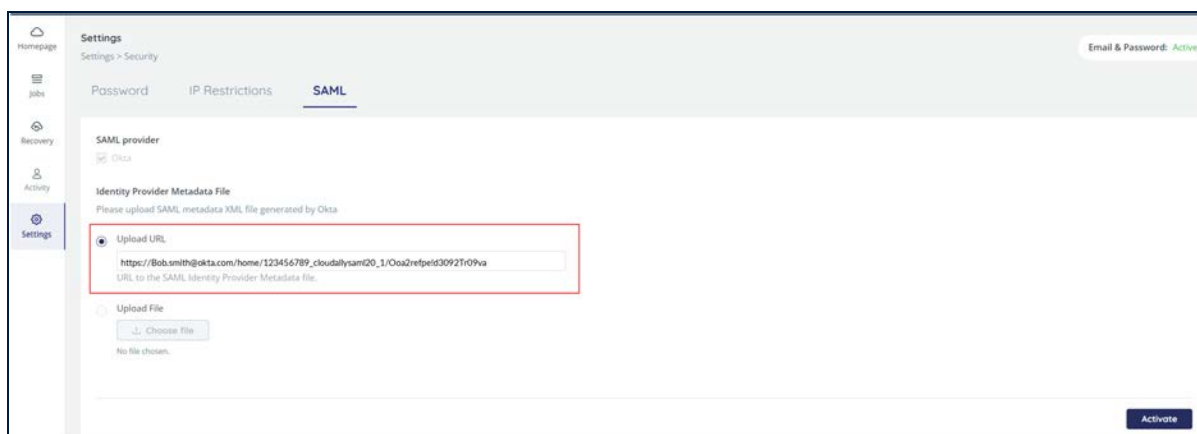 Homepage
Jobs
Recovery
Activity
Settings
Settings
Settings > Security
Email & Password: Active
Password IP Restrictions SAML
SAML provider
Okta
Identity Provider Metadata File
Please upload SAML metadata XML file generated by Okta
Upload URL
https://Bob.smith@okta.com/home/123456789_cloudallysaml20_1/Ooa2refpeld3092Tr09va
URL to the SAML Identity Provider Metadata file.
Upload File
Choose file
No file chosen.
Activate